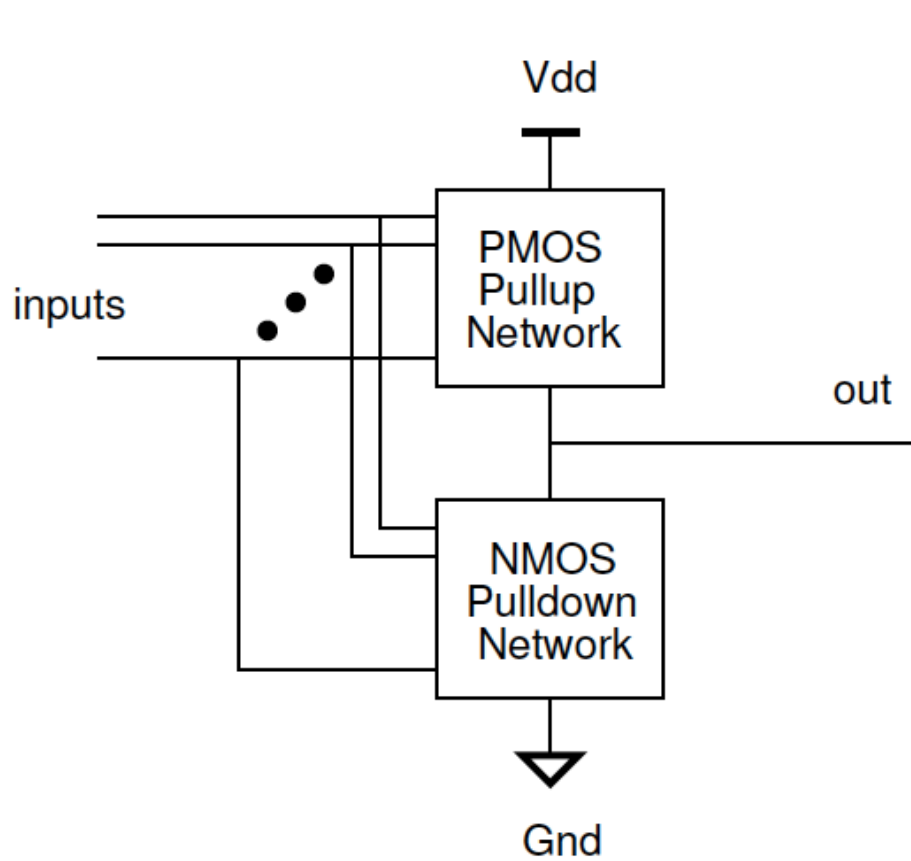 Vdd
PMOS
Pullup
Network
inputs
out
NMOS
Pulldown
Network
Gnd